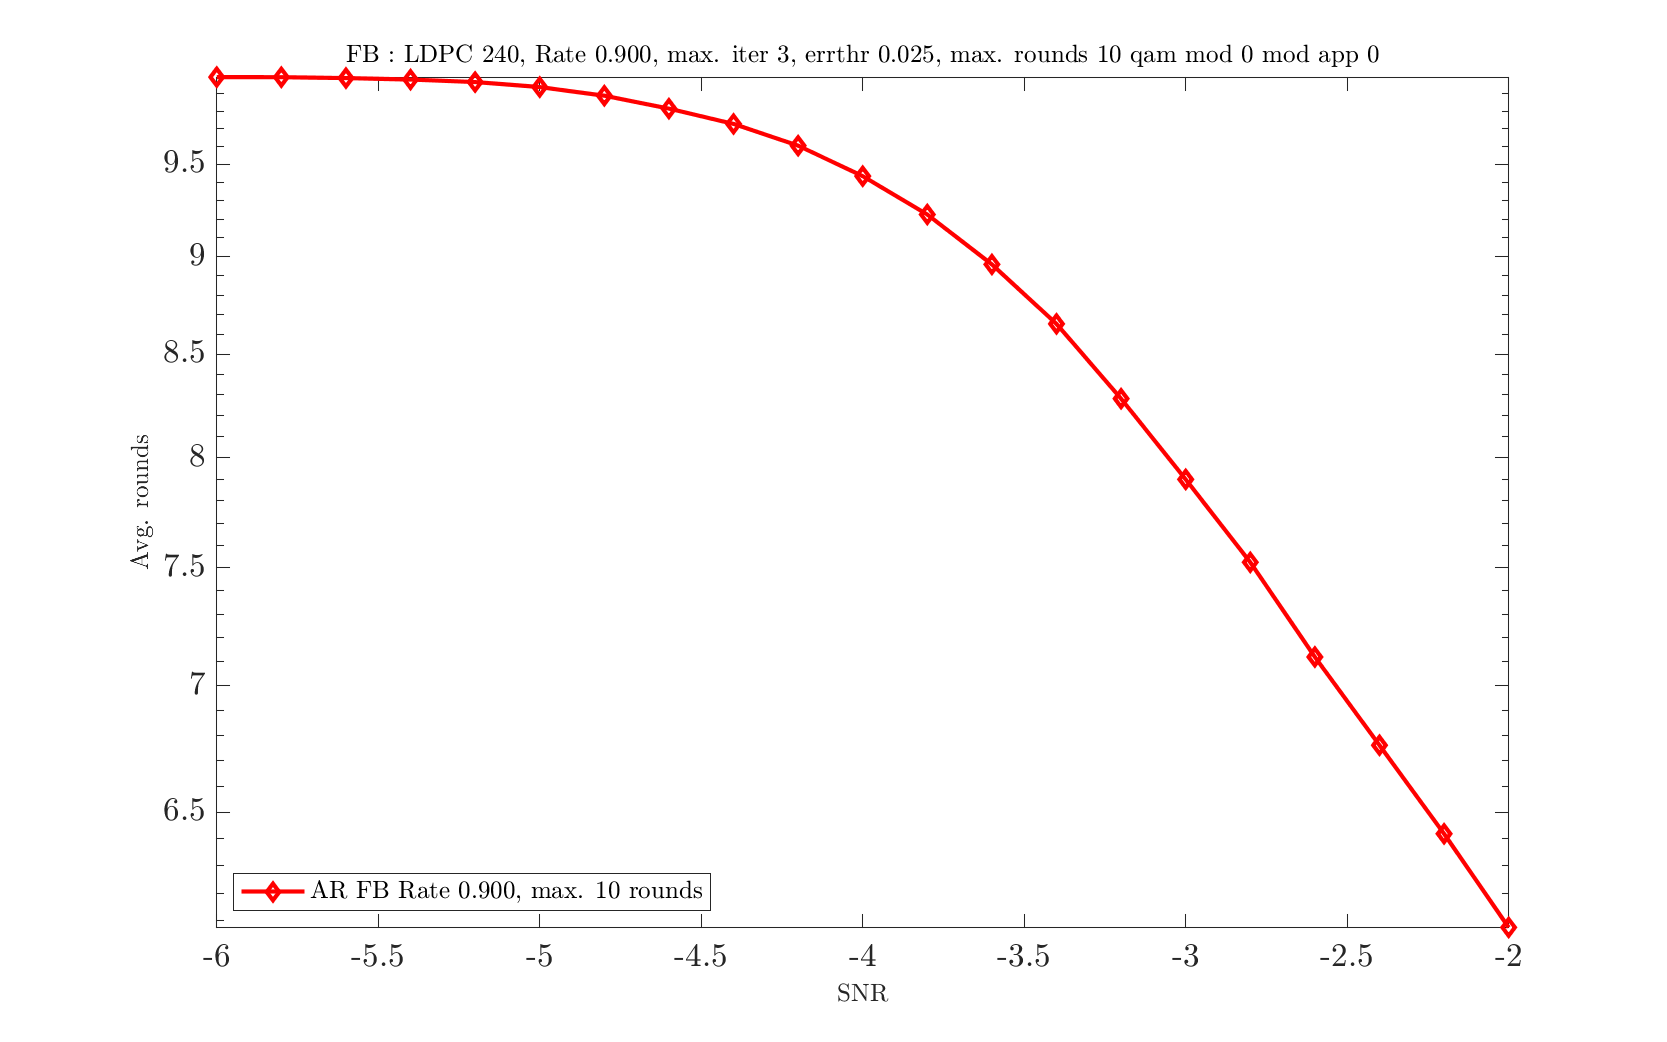 FB : LDPC 240, Rate 0.900, max. iter 3, errthr 0.025, max. rounds 10 qam mod 0 mod app 0
9.5
9
8.5
8
7.5
7
6.5
Avg. rounds
AR FB Rate 0.900, max. 10 rounds
-6 -5.5 -5 -4.5 -4 -3.5 -3 -2.5 -2
SNR